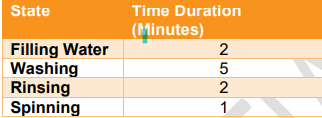 State Time Duration
(Minutes)
Filling Water 2
Washing 5
Rinsing 2
Spinning 1